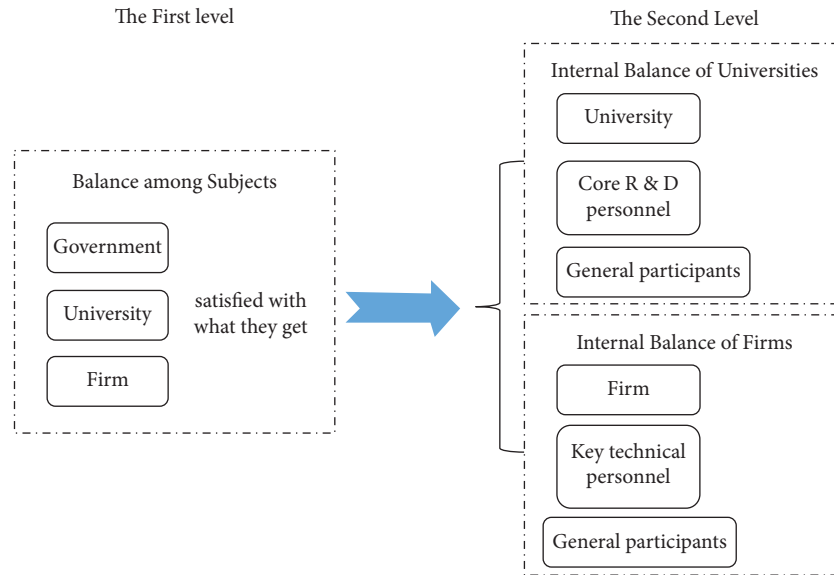 The First level
Balance among Subjects
Government
University
Firm
satisfied with
what they get
The Second Level
Internal Balance of Universities
University
Core R & D
personnel
General participants
Internal Balance of Firms
Firm
Key technical
personnel
General participants